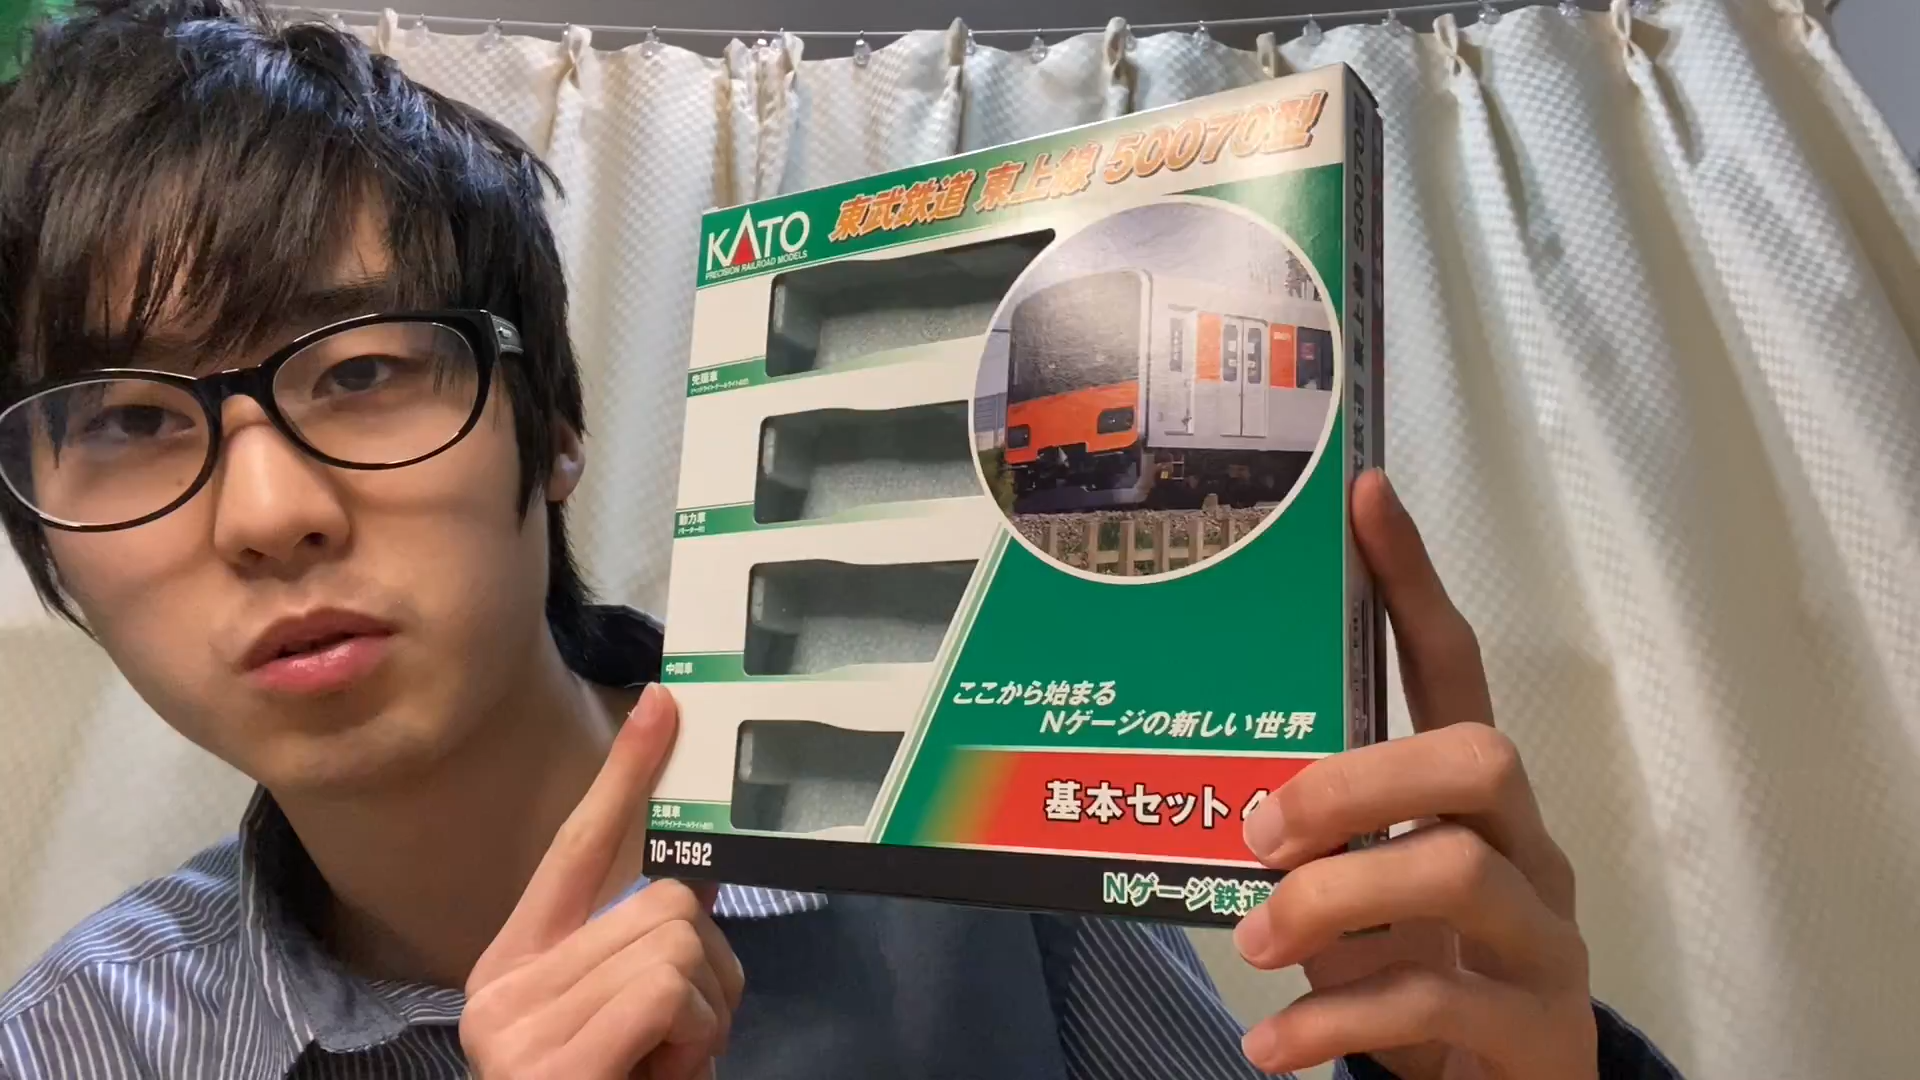 東武鉄道 東上線 50070型
KATO
PRECISION RAILROAD MODELS
先頭車
動力車
中間車
ここから始まる
Nゲージの新しい世界
基本セット
先頭車
10-1592
Nゲージ鉄道